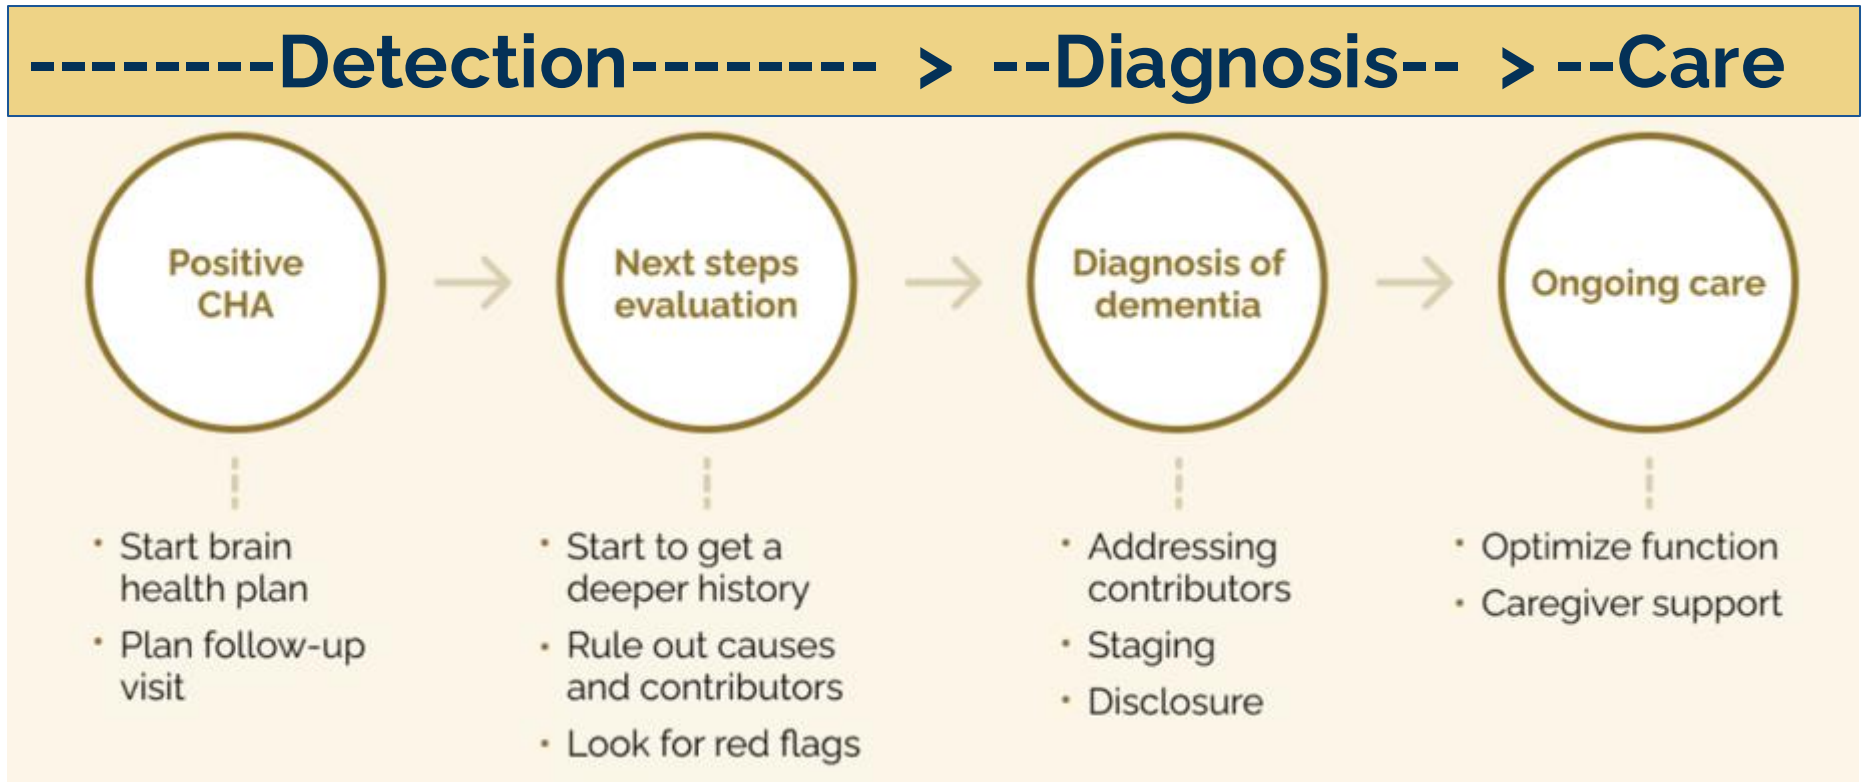 --------Detection-------- > --Diagnosis-- > --Care
Positive
CHA
Next steps
evaluation
Diagnosis of
dementia
Ongoing care
• Start brain
health plan
• Plan follow-up
visit
• Start to get a
deeper history
• Rule out causes
and contributors
• Look for red flags
• Addressing
contributors
• Staging
• Disclosure
• Optimize function
• Caregiver support